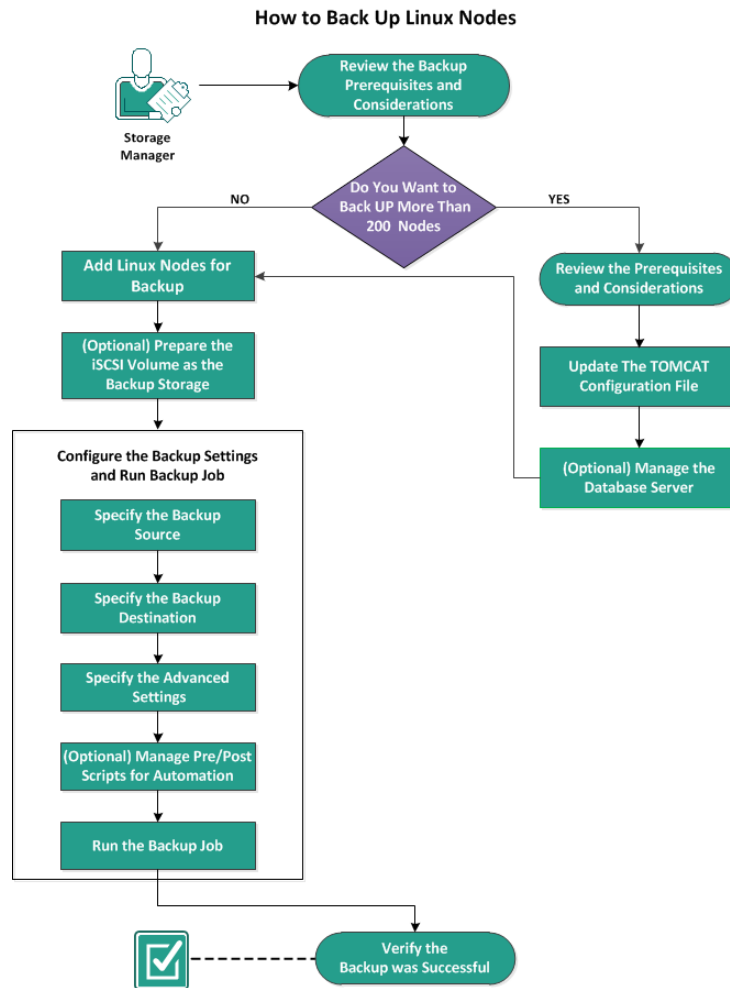 How to Back Up Linux Nodes
Review the Backup
Prerequisites and
Considerations
Storage
Manager
Do You Want to
Back UP More Than
200 Nodes
NO
YES
Add Linux Nodes for
Backup
Review the Prerequisites
and Considerations
(Optional) Prepare the
iSCSI Volume as the
Backup Storage
Update The TOMCAT
Configuration File
(Optional) Manage the
Database Server
Configure the Backup Settings
and Run Backup Job
Specify the Backup
Source
Specify the Backup
Destination
Specify the Advanced
Settings
(Optional) Manage Pre/Post
Scripts for Automation
Run the Backup Job
Verify the
Backup was Successful